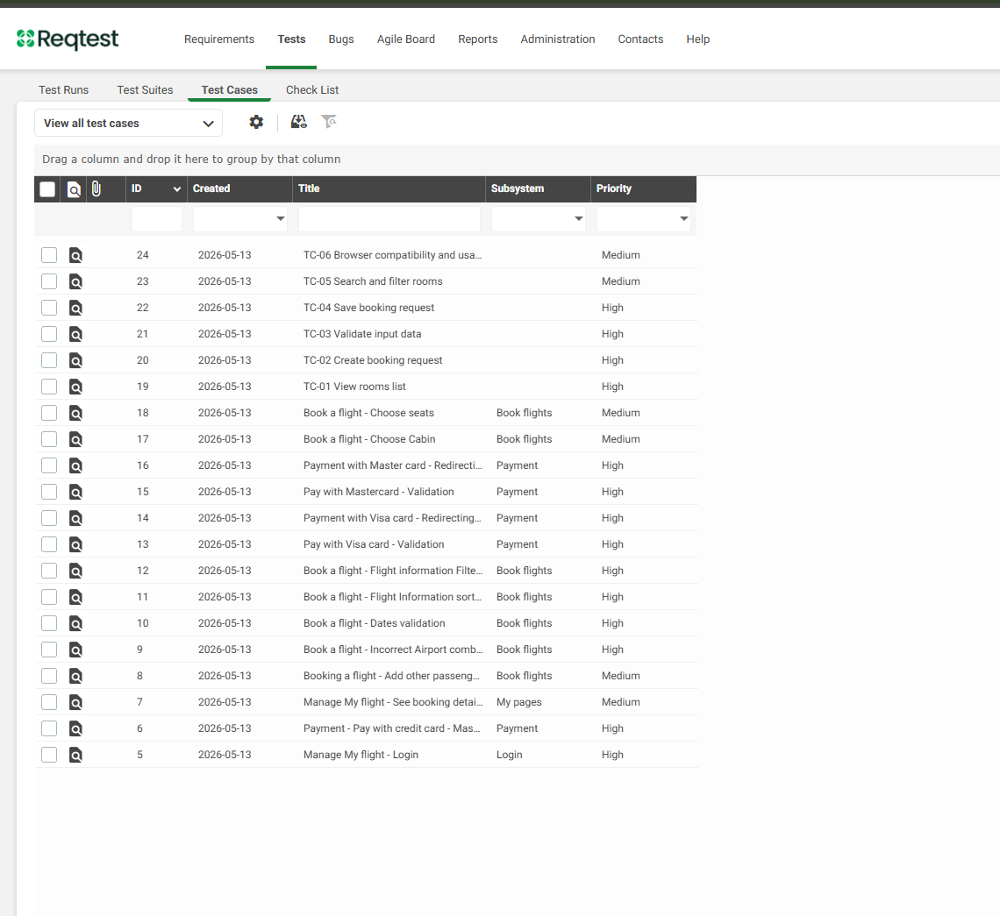 Reqtest
Requirements Tests Bugs Agile Board Reports Administration Contacts Help
Test Runs Test Suites Test Cases Check List
View all test cases
Drag a column and drop it here to group by that column
ID Created Title Subsystem Priority
24 2026-05-13 TC-06 Browser compatibility and usa... Medium
23 2026-05-13 TC-05 Search and filter rooms Medium
22 2026-05-13 TC-04 Save booking request High
21 2026-05-13 TC-03 Validate input data High
20 2026-05-13 TC-02 Create booking request High
19 2026-05-13 TC-01 View rooms list High
18 2026-05-13 Book a flight - Choose seats Book flights Medium
17 2026-05-13 Book a flight - Choose Cabin Book flights Medium
16 2026-05-13 Payment with Master card - Redirecti... Payment High
15 2026-05-13 Pay with Mastercard - Validation Payment High
14 2026-05-13 Payment with Visa card - Redirecting... Payment High
13 2026-05-13 Pay with Visa card - Validation Payment High
12 2026-05-13 Book a flight - Flight information Filte... Book flights High
11 2026-05-13 Book a flight - Flight Information sort... Book flights High
10 2026-05-13 Book a flight - Dates validation Book flights High
9 2026-05-13 Book a flight - Incorrect Airport comb... Book flights High
8 2026-05-13 Booking a flight - Add other passeng... Book flights Medium
7 2026-05-13 Manage My flight - See booking detai... My pages Medium
6 2026-05-13 Payment - Pay with credit card - Mas... Payment High
5 2026-05-13 Manage My flight - Login Login High